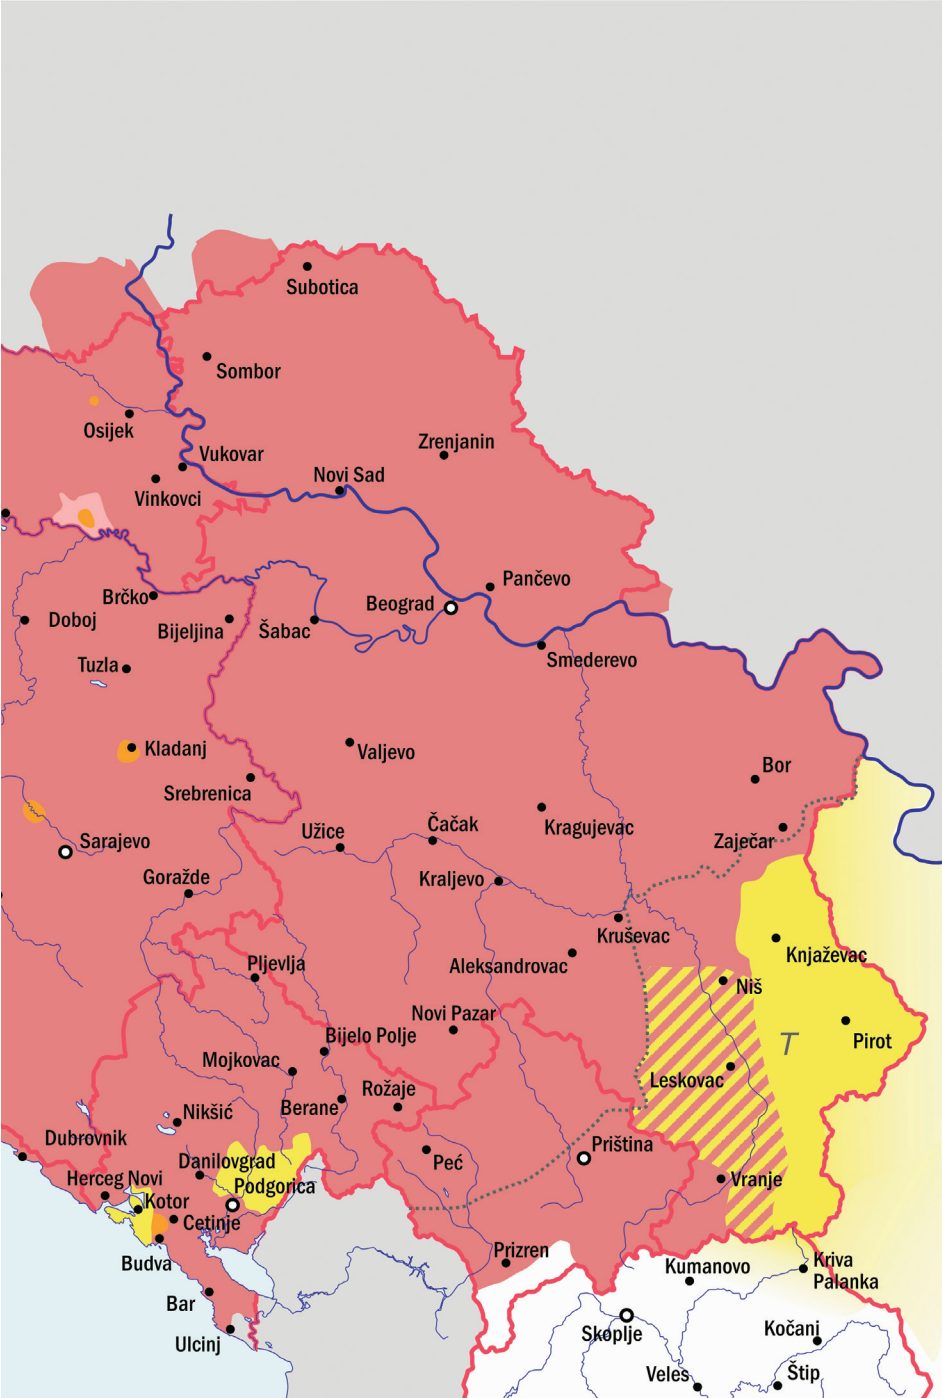 Subotica
Sombor
Osijek
Zrenjanin
Vukovar
Novi Sad
Vinkovci
Pančevo
Brčko
Beograd
Doboj
Bijeljina
Šabac
Smederevo
Tuzla
Kladanj
Valjevo
Bor
Srebrenica
Užice
Čačak
Kragujevac
Zaječar
Sarajevo
Goražde
Kraljevo
Kruševac
Knjaževac
Pljevlja
Aleksandrovac
Niš
Novi Pazar
Bijelo Polje
T
Pirot
Mojkovac
Leskovac
Rožaje
Nikšić
Berane
Dubrovnik
Priština
Danilovgrad
Peć
Herceg Novi
Podgorica
Vranje
Kotor
Cetinje
Budva
Prizren
Kumanovo
Kriva
Palanka
Bar
Skoplje
Kočani
Ulcinj
Veles
Štip